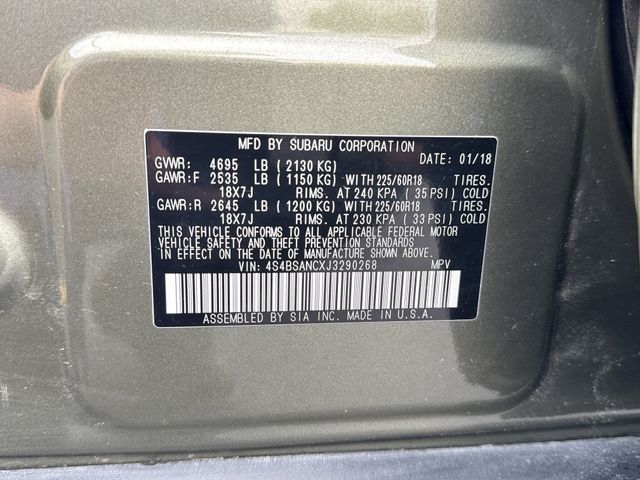 MFD BY SUBARU CORPORATION
GVWR: 4695 LB (2130 KG) DATE: 01/18
GAWR:F 2535 LB (1150 KG) WITH 225/60R18 TIRES.
18X7J RIMS. AT 240 KPA (35 PSI) COLD
GAWR:R 2645 LB (1200 KG) WITH 225/60R18 TIRES.
18X7J RIMS. AT 230 KPA (33 PSI) COLD
THIS VEHICLE CONFORMS TO ALL APPLICABLE FEDERAL MOTOR
VEHICLE SAFETY AND THEFT PREVENTION STANDARDS
IN EFFECT ON THE DATE OF MANUFACTURE SHOWN ABOVE.
VIN: 4S4BSANCXJ3290268 MPV
ASSEMBLED BY SIA INC. MADE IN U.S.A.